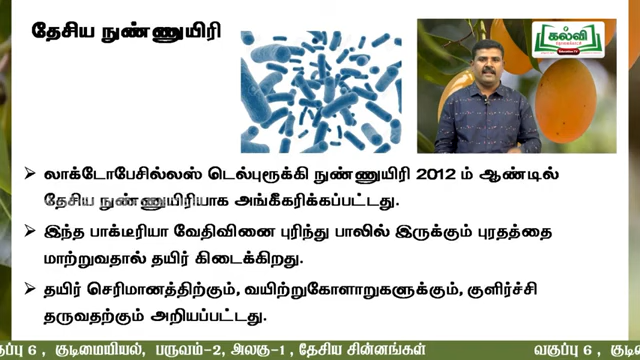 தேசிய நுண்ணுயிரி
கல்வி
லாக்டோபேசில்லஸ் டெல்புரூக்கி நுண்ணுயிரி 2012 ம் ஆண்டில்
தேசிய நுண்ணுயிரியாக அங்கீகரிக்கப்பட்டது.
இந்த பாக்டீரியா வேதிவினை புரிந்து பாலில் இருக்கும் புரதத்தை
மாற்றுவதால் தயிர் கிடைக்கிறது.
தயிர் செரிமானத்திற்கும், வயிற்றுகோளாறுகளுக்கும், குளிர்ச்சி
தருவதற்கும் அறியப்பட்டது.
குப்பு 6 , குடிமையியல், பருவம்-2, அலகு-1 , தேசிய சின்னங்கள் வகுப்பு 6 , குடி